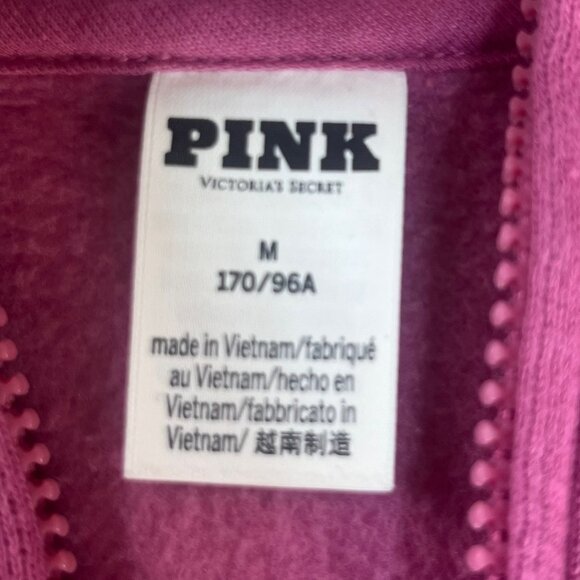 PINK
VICTORIA'S SECRET
M
170/96A
made in Vietnam/fabriqué
au Vietnam/hecho en
Vietnam/fabbricato in
Vietnam/ 越南制造